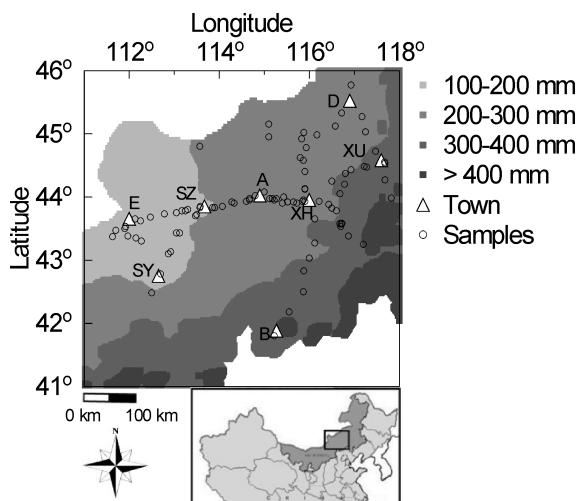 Longitude
112° 114° 116° 118°
46°
45°
44°
43°
42°
41°
Latitude
D
XU
A
SZ
XH
E
SY
B
100-200 mm
200-300 mm
300-400 mm
> 400 mm
Town
Samples
0 km 100 km